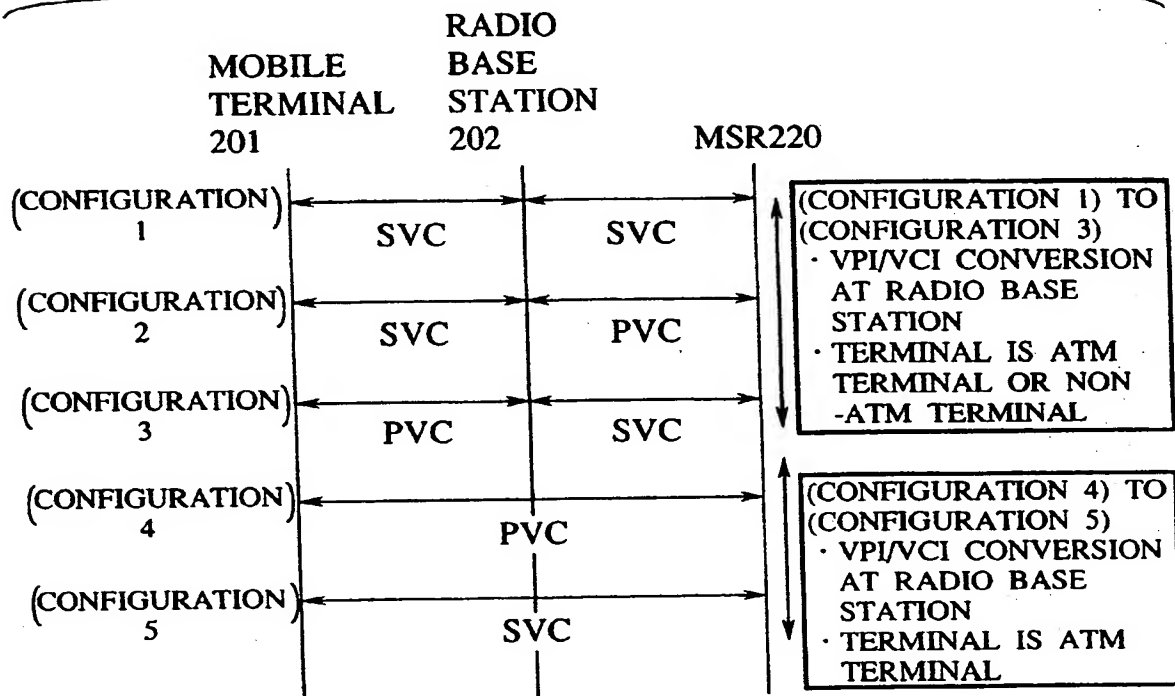 MOBILE
TERMINAL
201
RADIO
BASE
STATION
202
MSR220
(CONFIGURATION)
1
SVC
SVC
(CONFIGURATION)
2
SVC
PVC
(CONFIGURATION)
3
PVC
SVC
(CONFIGURATION)
4
PVC
(CONFIGURATION)
5
SVC
(CONFIGURATION 1) TO
(CONFIGURATION 3)
· VPI/VCI CONVERSION
AT RADIO BASE
STATION
· TERMINAL IS ATM
TERMINAL OR NON
-ATM TERMINAL
(CONFIGURATION 4) TO
(CONFIGURATION 5)
· VPI/VCI CONVERSION
AT RADIO BASE
STATION
· TERMINAL IS ATM
TERMINAL